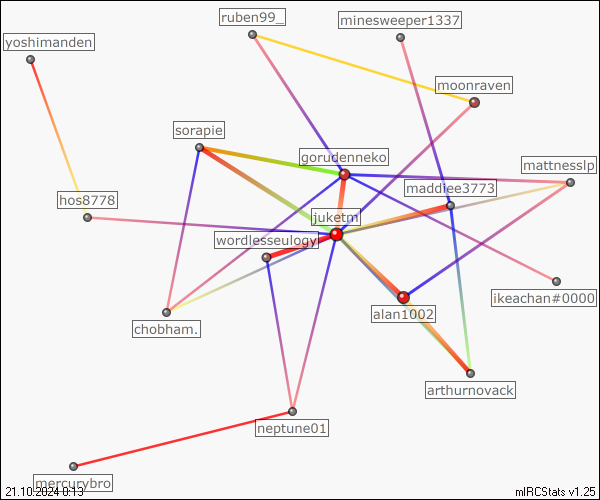 ruben99_
minesweeper1337
yoshimanden
moonraven
sorapie
gorudenneko
mattnesslp
maddiee3773
hos8778
juketm
wordlesseulogy
ikeachan#0000
alan1002
chobham.
arthurnovack
neptune01
mercurybro
21.10.2024 0:13
mIRCStats v1.25